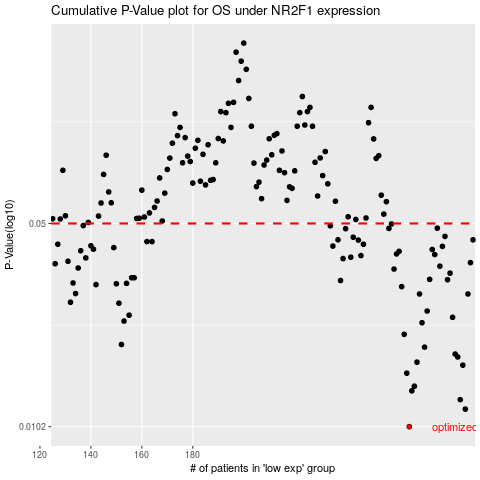 Cumulative P-Value plot for OS under NR2F1 expression
P-Value(log10)
0.05
0.0102
optimized
120 140 160 180
# of patients in 'low exp' group